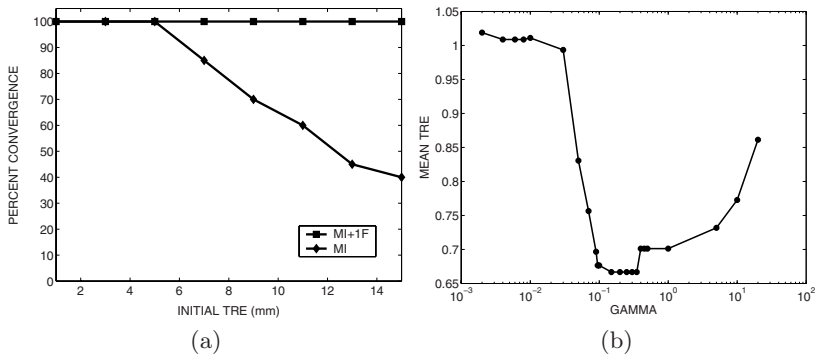 100
90
80
70
60
50
40
30
20
10
0
PERCENT CONVERGENCE
2 4 6 8 10 12 14
INITIAL TRE (mm)
MI+1F
MI
(a)
1.05
1
0.95
0.9
0.85
0.8
0.75
0.7
0.65
MEAN TRE
10⁻³ 10⁻² 10⁻¹ 10⁰ 10¹ 10²
GAMMA
(b)